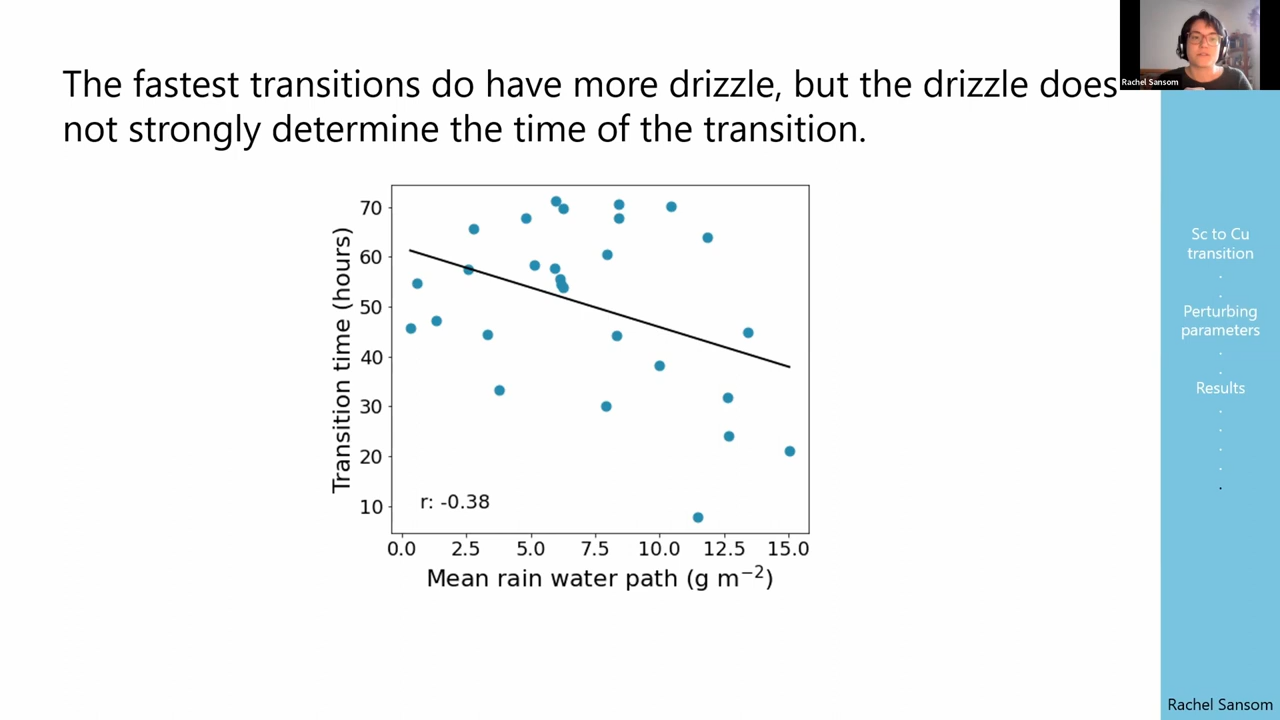 The fastest transitions do have more drizzle, but the drizzle does
not strongly determine the time of the transition.
Rachel Sansom
Transition time (hours)
70
60
50
40
30
20
10
r: -0.38
0.0 2.5 5.0 7.5 10.0 12.5 15.0
Mean rain water path (g m⁻²)
Sc to Cu
transition
.
.
Perturbing
parameters
.
.
Results
.
.
.
.
.
Rachel Sansom